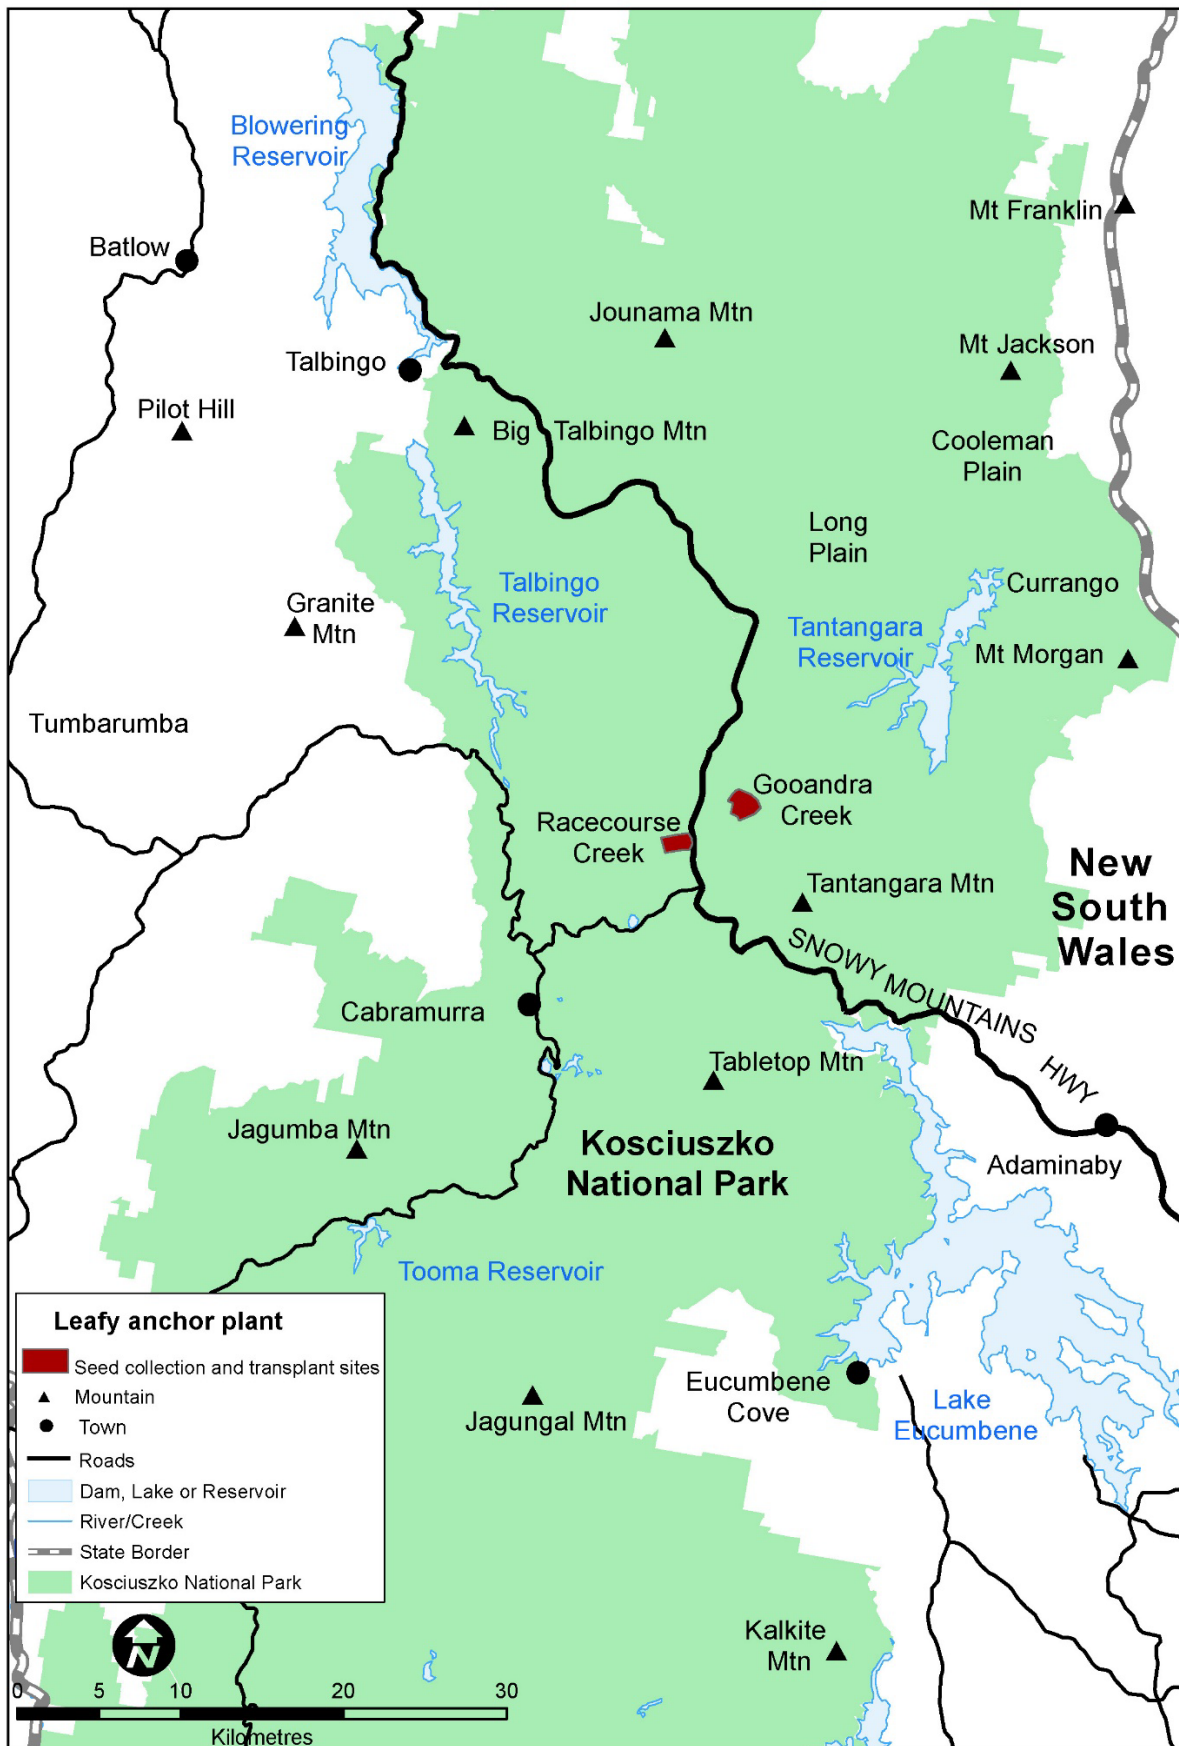 Blowering
Reservoir
Mt Franklin
Batlow
Jounama Mtn
Mt Jackson
Talbingo
Pilot Hill
Big Talbingo Mtn
Cooleman
Plain
Long
Plain
Talbingo
Reservoir
Currango
Granite
Mtn
Tantangara
Reservoir
Mt Morgan
Tumbarumba
Gooandra
Creek
Racecourse
Creek
New
South
Wales
Tantangara Mtn
SNOWY MOUNTAINS HWY
Cabramurra
Tabletop Mtn
Jagumba Mtn
Kosciuszko
National Park
Adaminaby
Tooma Reservoir
Eucumbene
Cove
Lake
Eucumbene
Jagungal Mtn
Kalkite
Mtn
Leafy anchor plant
Seed collection and transplant sites
Mountain
Town
Roads
Dam, Lake or Reservoir
River/Creek
State Border
Kosciuszko National Park
N
0 5 10 20 30
Kilometres